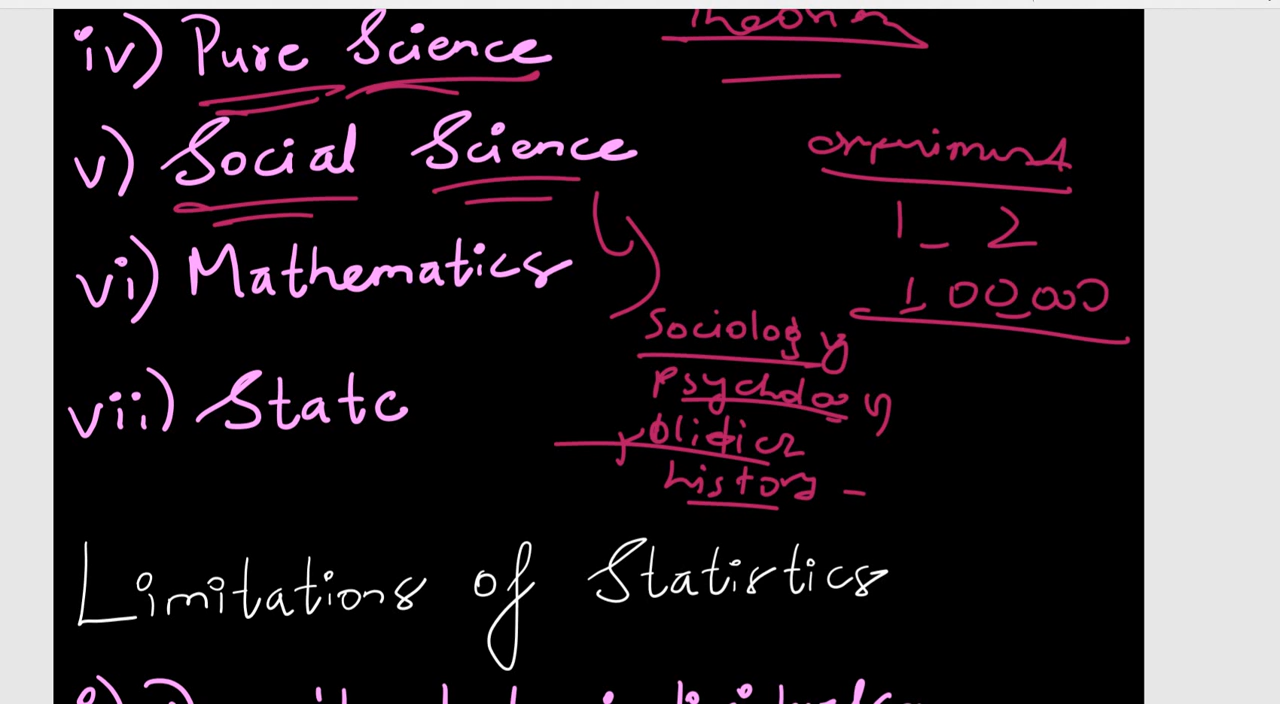 iv) Pure Science
Theory
v) Social Science
experiment
1 - 2
1 00,000
vi) Mathematics
Sociology
Psychology
vii) State
Politics
history -
Limitations of Statistics